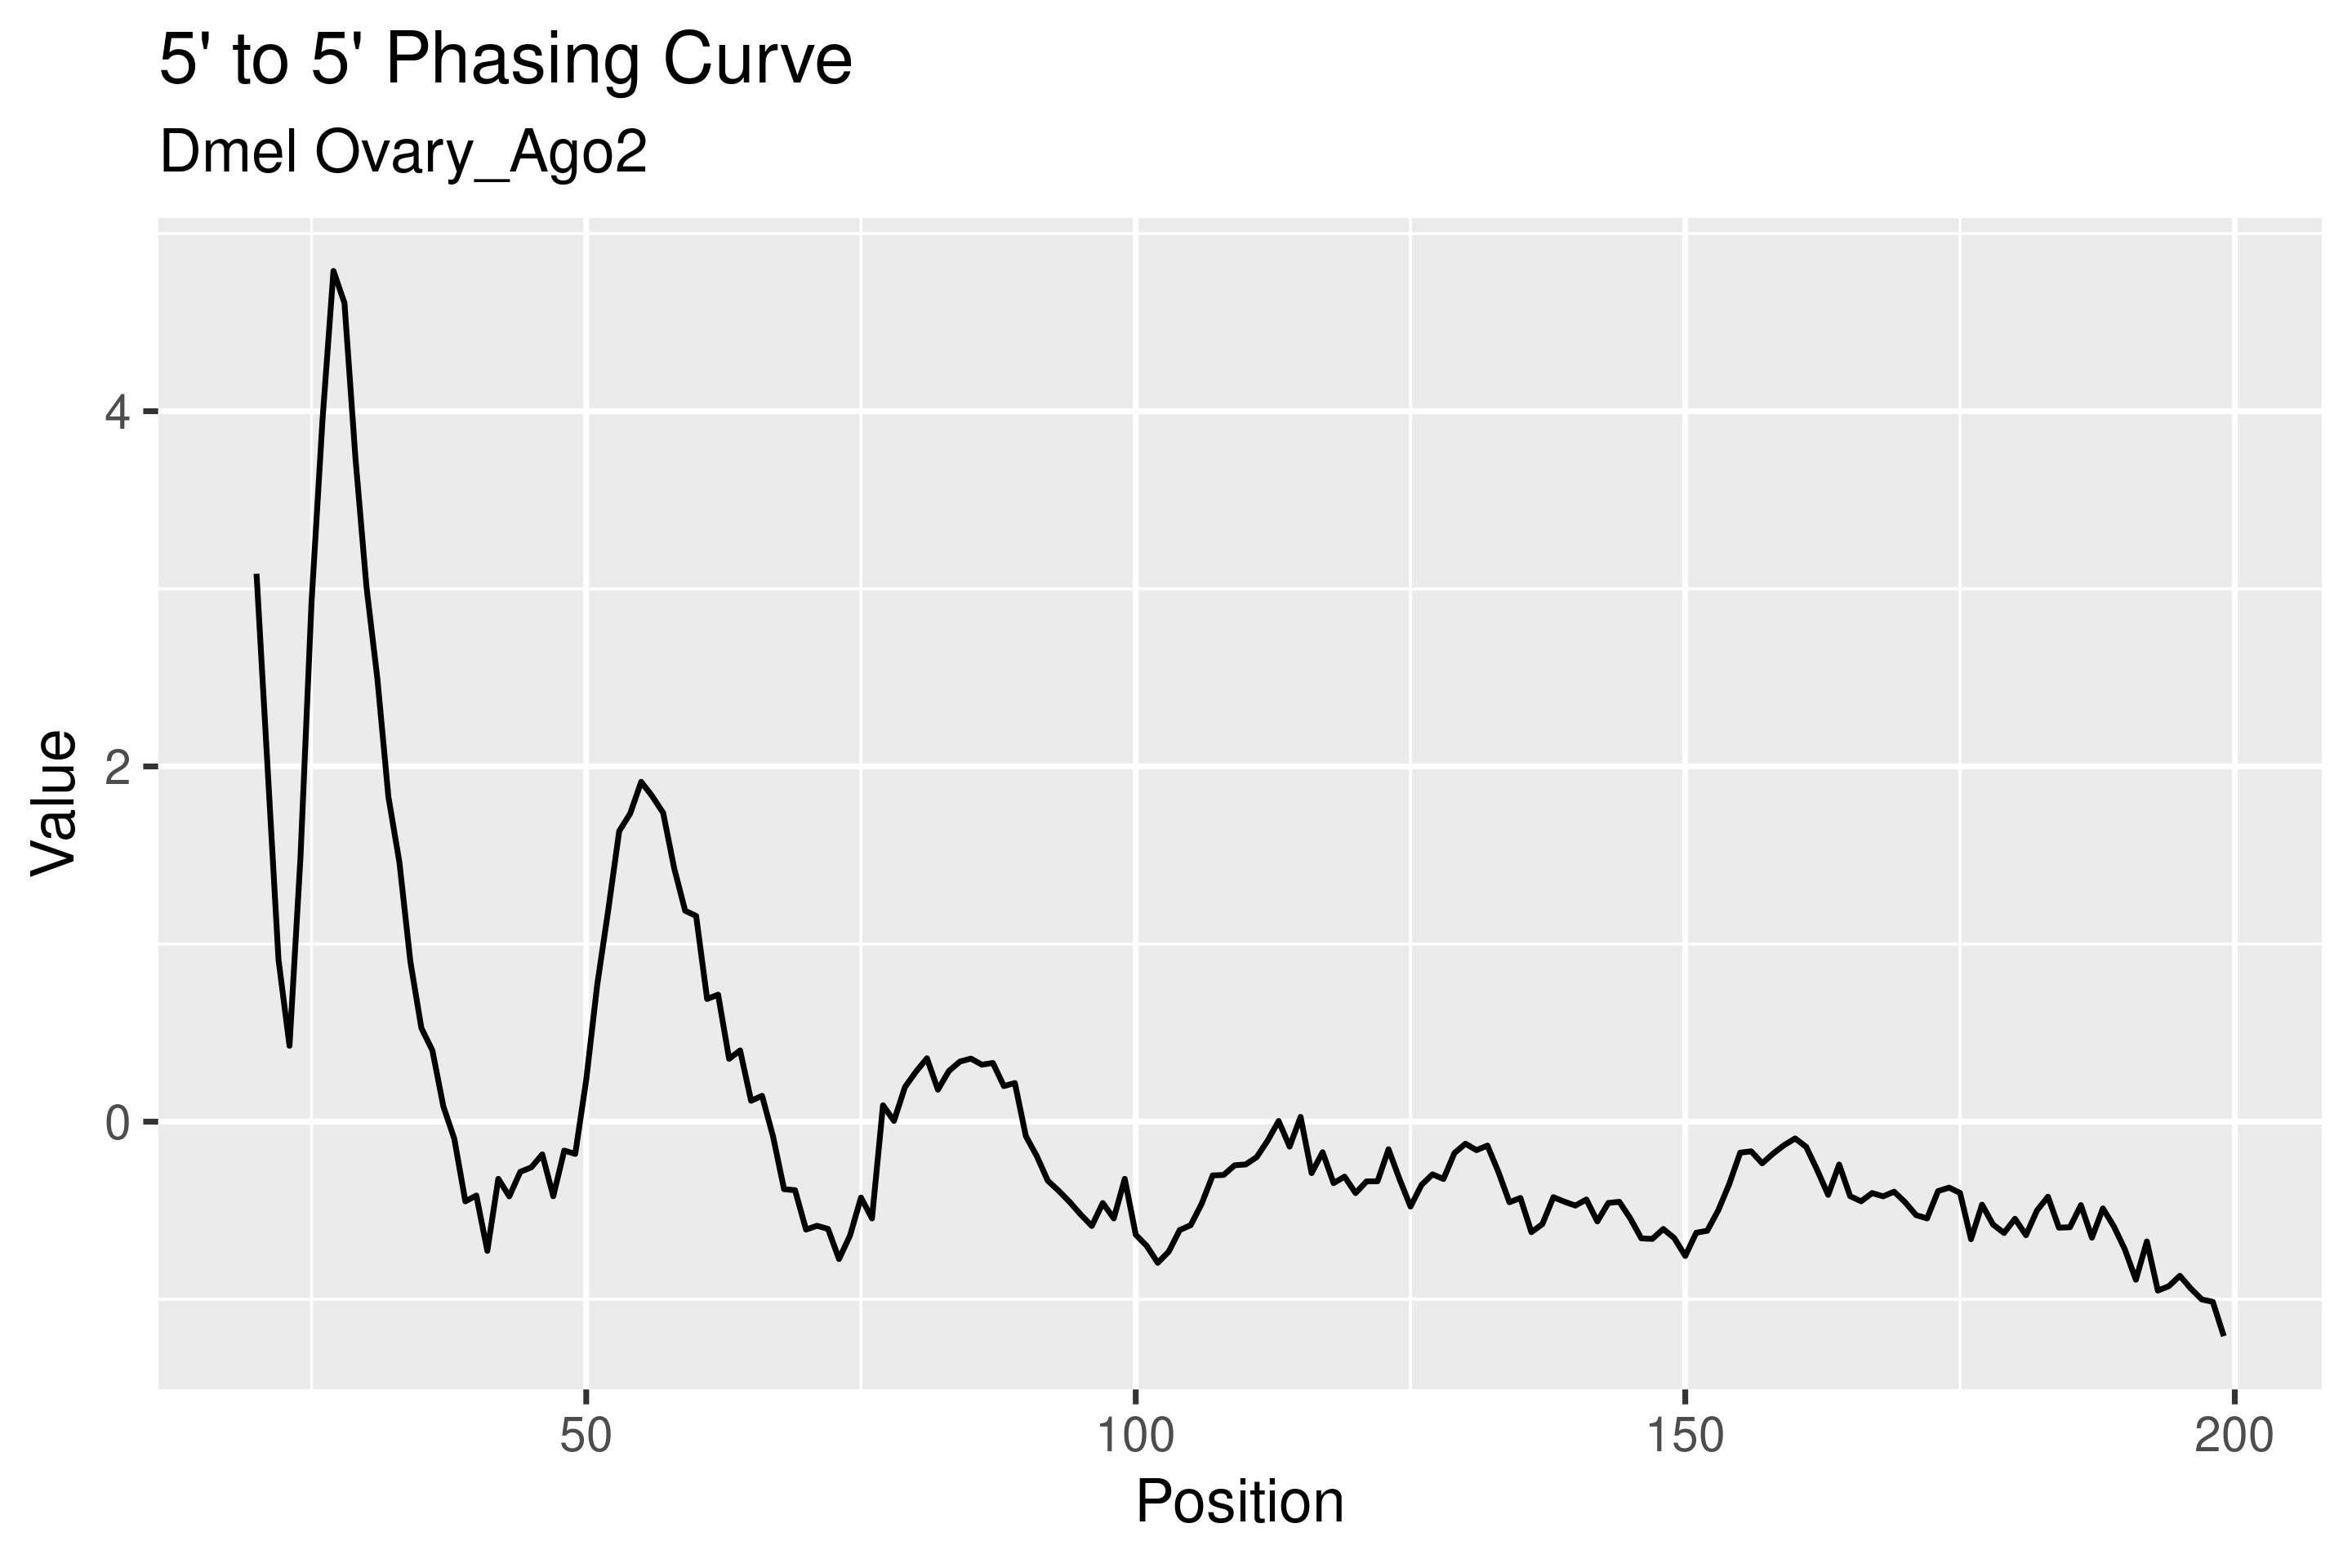 5' to 5' Phasing Curve
Dmel Ovary_Ago2
Value
4
2
0
50 100 150 200
Position